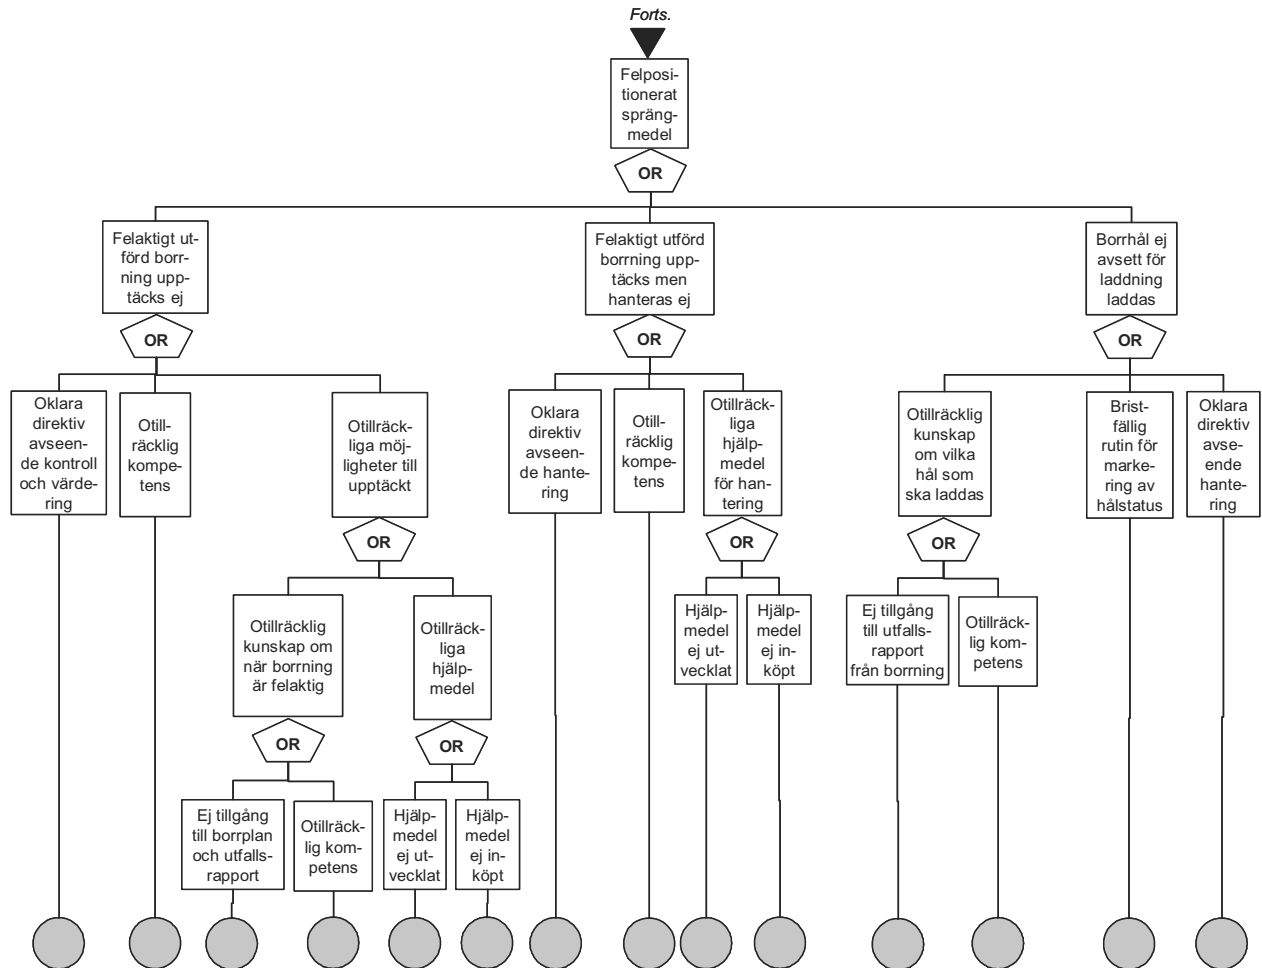 Forts.
Felposi-
tionerat
spräng-
medel
OR
Felaktigt ut-
förd borr-
ning upp-
täcks ej
Felaktigt utförd
borrning upp-
täcks men
hanteras ej
Borrhål ej
avsett för
laddning
laddas
OR
OR
OR
Oklara
direktiv
avseen-
de kontroll
och värde-
ring
Otill-
räcklig
kompe-
tens
Otillräck-
liga möj-
ligheter till
upptäckt
Oklara
direktiv
avseen-
de hante-
ring
Otill-
räcklig
kompe-
tens
Otillräck-
liga
hjälp-
medel
för han-
tering
Otillräcklig
kunskap
om vilka
hål som
ska laddas
Brist-
fällig
rutin för
marke-
ring av
hålstatus
Oklara
direktiv
avse-
ende
hante-
ring
OR
OR
OR
Otillräcklig
kunskap om
när borrning
är felaktig
Otillräck-
liga
hjälp-
medel
Hjälp-
medel
ej ut-
vecklat
Hjälp-
medel
ej in-
köpt
Ej tillgång
till utfalls-
rapport
från borrning
Otillräck-
lig kom-
petens
OR
OR
Ej tillgång
till borrplan
och utfalls-
rapport
Otillräck-
lig kom-
petens
Hjälp-
medel
ej ut-
vecklat
Hjälp-
medel
ej in-
köpt